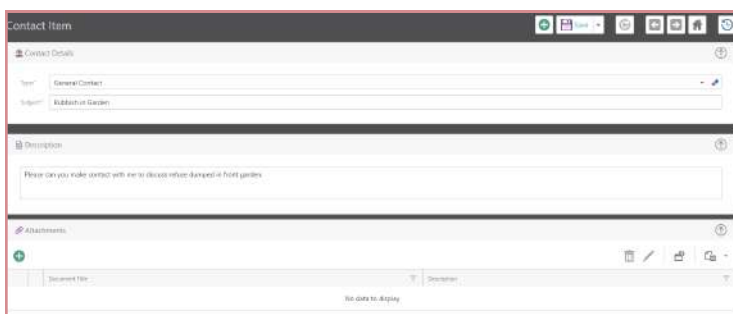 Contact Item
Save
Contact Details
Type*
General Contact
Subject*
Rubbish in Garden
Description
Please can you make contact with me to discuss refuse dumped in front garden.
Attachments
Document Title
Description
No data to display